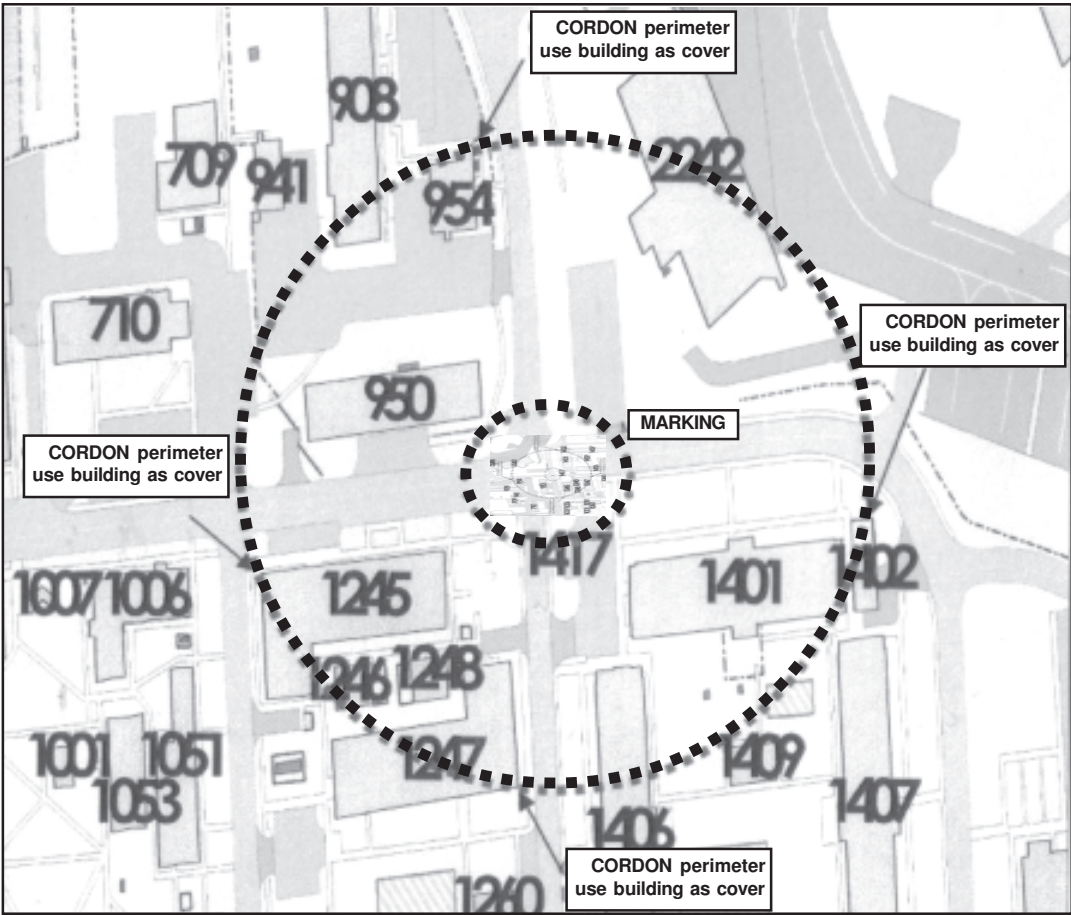 CORDON perimeter
use building as cover
908
709
941
954
2242
710
CORDON perimeter
use building as cover
950
MARKING
CORDON perimeter
use building as cover
1417
1007
1006
1245
1401
1402
1246
1248
1001
1051
1247
1409
1053
1407
1406
CORDON perimeter
use building as cover
1260